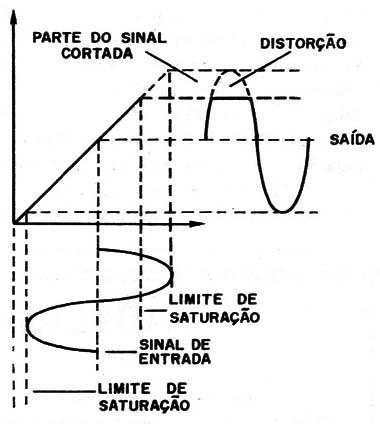 PARTE DO SINAL
CORTADA
DISTORÇÃO
SAÍDA
LIMITE DE
SATURAÇÃO
SINAL DE
ENTRADA
LIMITE DE
SATURAÇÃO